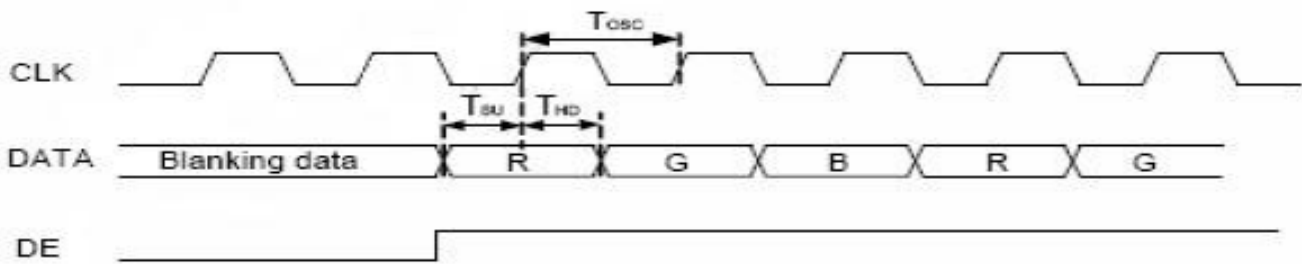 Tosc
CLK
TSU THD
DATA Blanking data R G B R G
DE